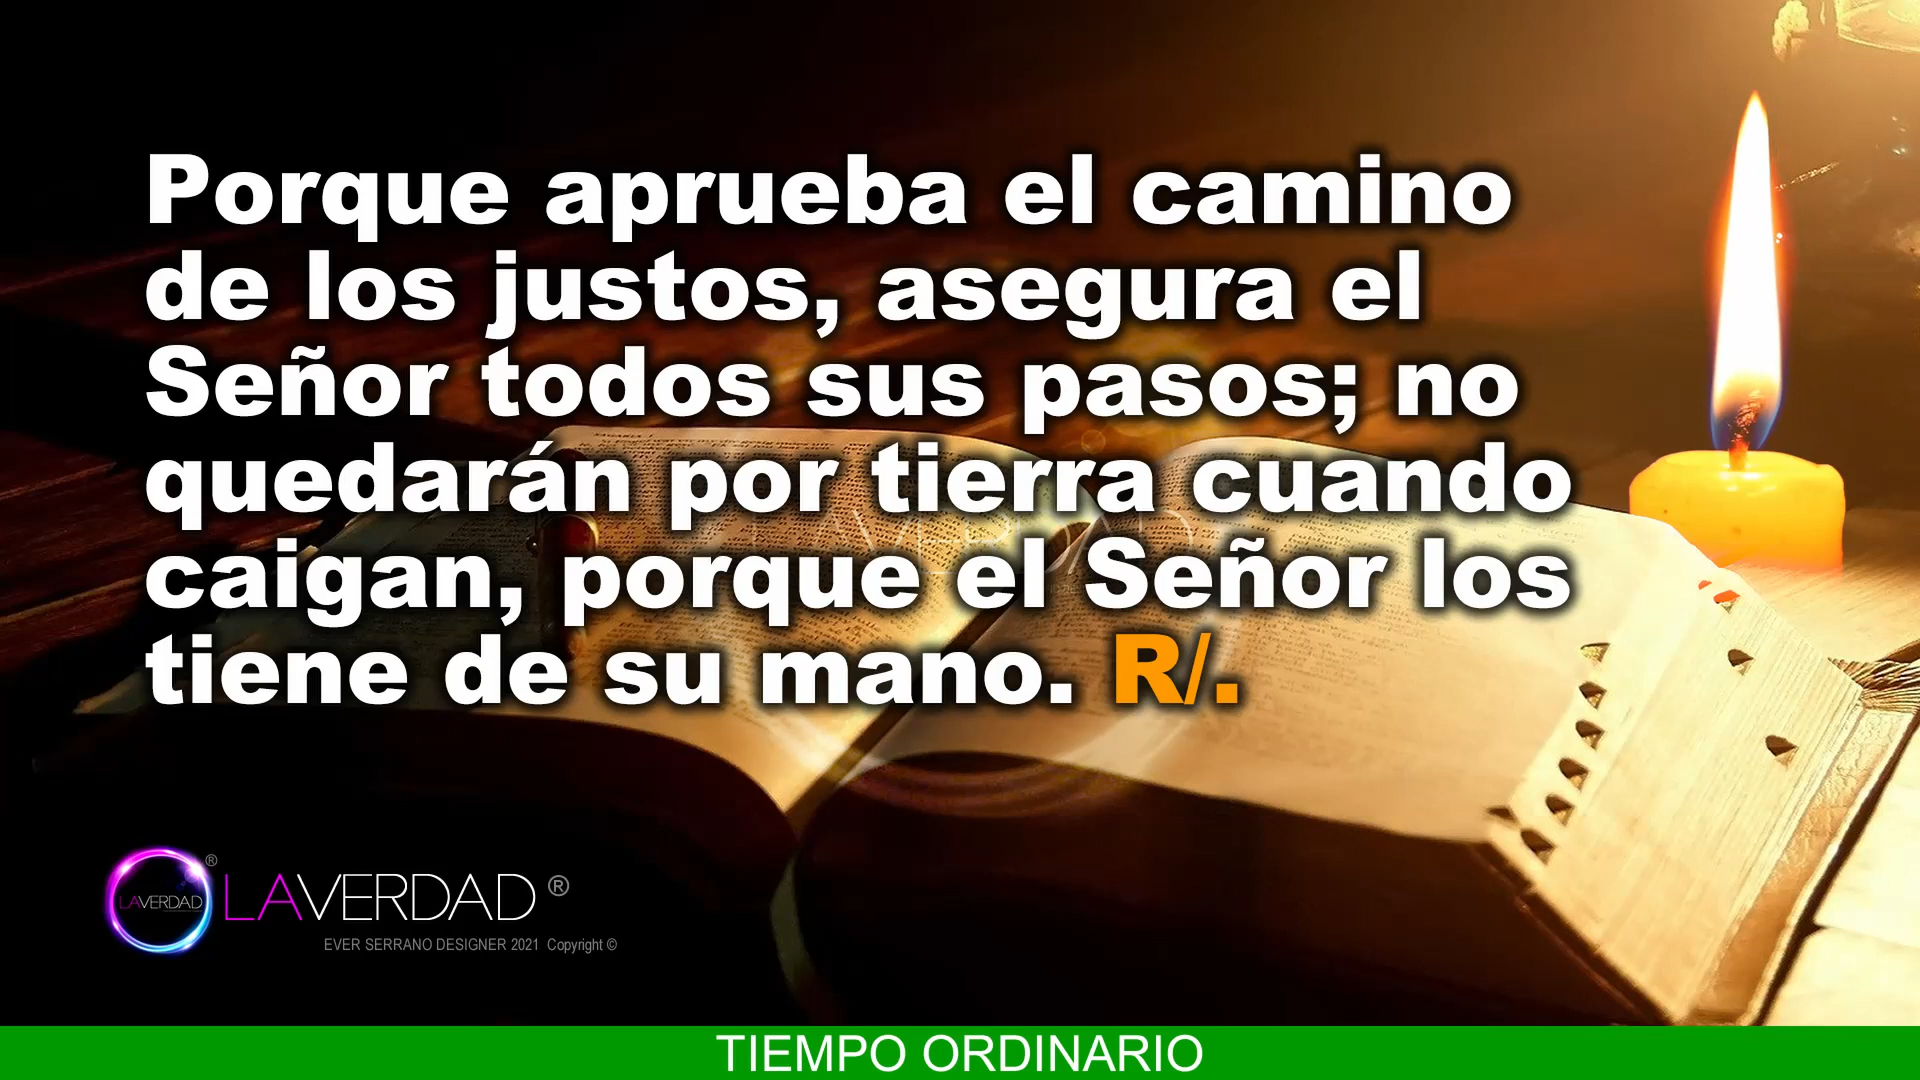 Porque aprueba el camino
de los justos, asegura el
Señor todos sus pasos; no
quedarán por tierra cuando
caigan, porque el Señor los
tiene de su mano. R/.
LAVERDAD ®
LAVERDAD ®
EVER SERRANO DESIGNER 2021 Copyright ©
TIEMPO ORDINARIO